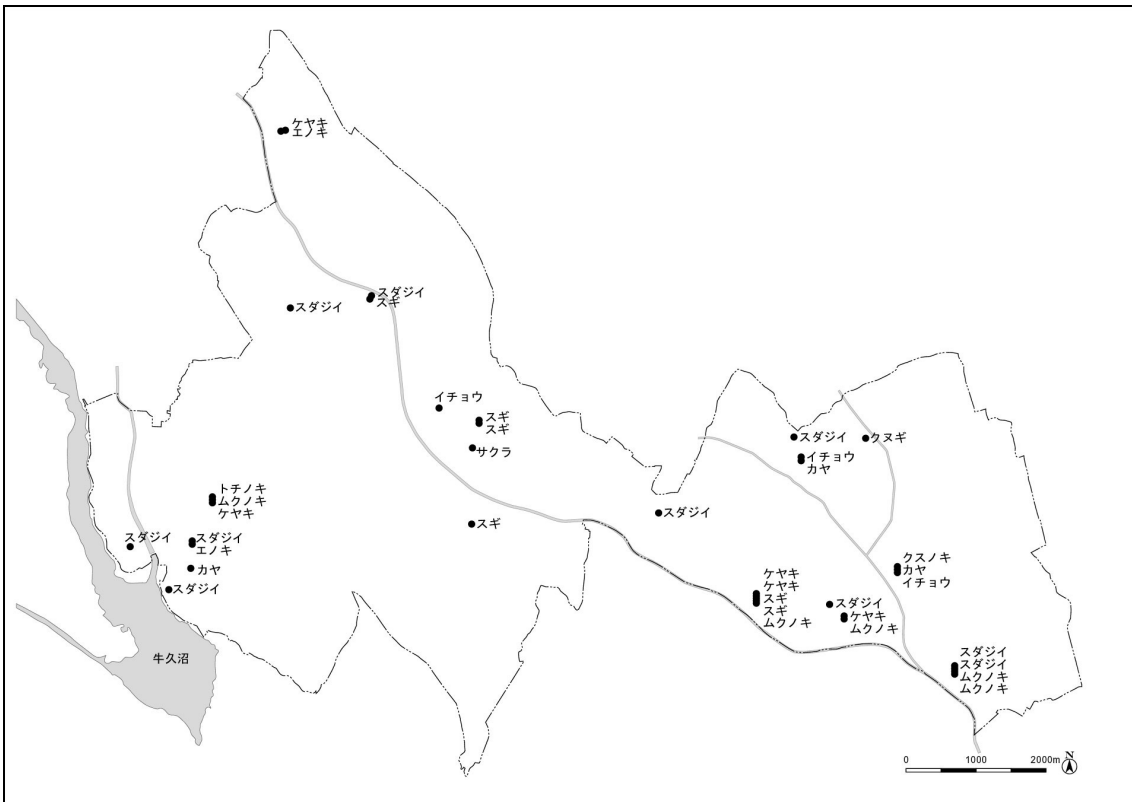 ケヤキ
エノキ
スダジイ
スギ
スダジイ
イチョウ
スギ
スギ
サクラ
スダジイ
クヌギ
イチョウ
カヤ
トチノキ
ムクノキ
ケヤキ
スダジイ
スギ
スダジイ
スダジイ
エノキ
カヤ
スダジイ
クスノキ
カヤ
イチョウ
ケヤキ
ケヤキ
スギ
スギ
ムクノキ
スダジイ
ケヤキ
ムクノキ
牛久沼
スダジイ
スダジイ
ムクノキ
ムクノキ
0 1000 2000m
N